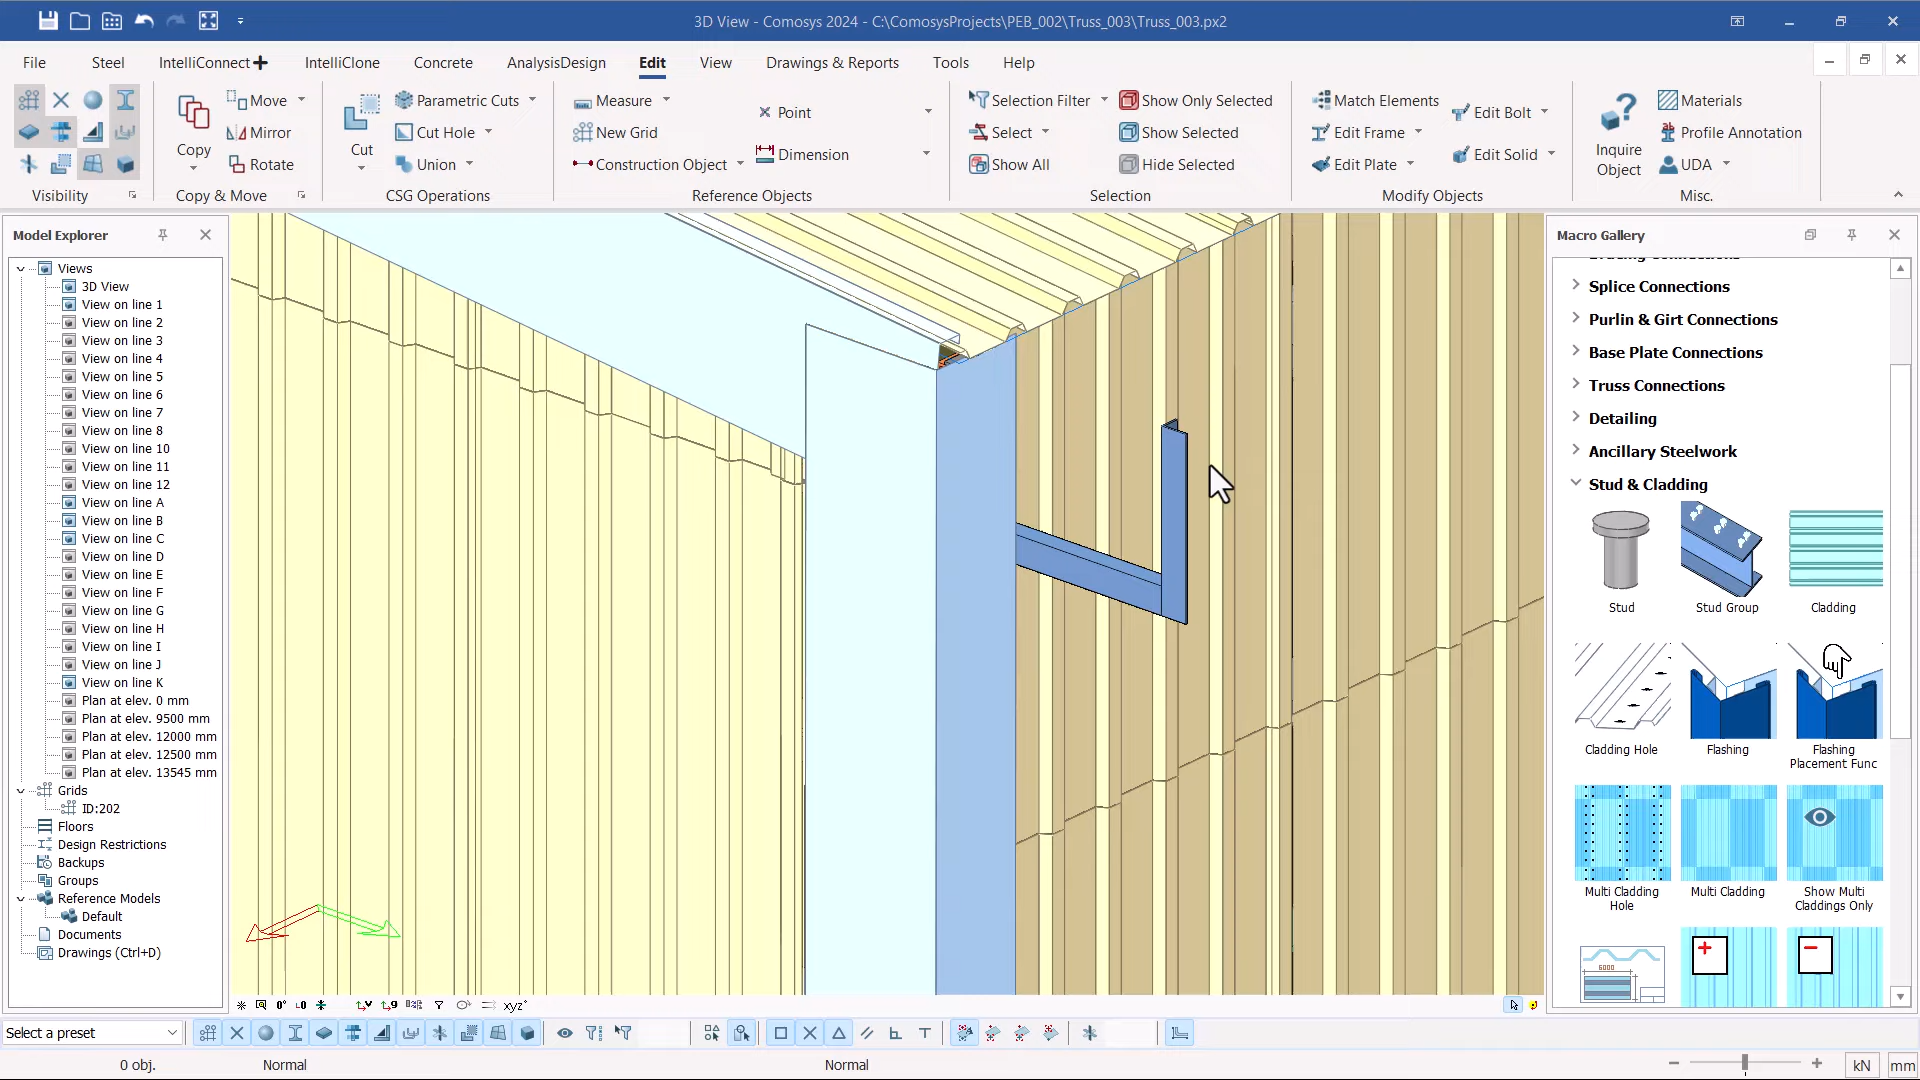 3D View - Comosys 2024 - C:\ComosysProjects\PEB_002\Truss_003\Truss_003.px2
File
Steel
IntelliConnect
IntelliClone
Concrete
AnalysisDesign
Edit
View
Drawings & Reports
Tools
Help
Visibility
Copy
Move
Mirror
Rotate
Copy & Move
Cut
Parametric Cuts
Cut Hole
Union
CSG Operations
Measure
New Grid
Construction Object
Point
Dimension
Reference Objects
Selection Filter
Select
Show All
Show Only Selected
Show Selected
Hide Selected
Selection
Match Elements
Edit Frame
Edit Plate
Edit Bolt
Edit Solid
Modify Objects
Inquire
Object
Materials
Profile Annotation
UDA
Misc.
Model Explorer
Views
3D View
View on line 1
View on line 2
View on line 3
View on line 4
View on line 5
View on line 6
View on line 7
View on line 8
View on line 10
View on line 11
View on line 12
View on line A
View on line B
View on line C
View on line D
View on line E
View on line F
View on line G
View on line H
View on line I
View on line J
View on line K
Plan at elev. 0 mm
Plan at elev. 9500 mm
Plan at elev. 12000 mm
Plan at elev. 12500 mm
Plan at elev. 13545 mm
Grids
ID:202
Floors
Design Restrictions
Backups
Groups
Reference Models
Default
Documents
Drawings (Ctrl+D)
Macro Gallery
Splice Connections
Purlin & Girt Connections
Base Plate Connections
Truss Connections
Detailing
Ancillary Steelwork
Stud & Cladding
Stud
Stud Group
Cladding
Cladding Hole
Flashing
Flashing
Placement Func
Multi Cladding
Hole
Multi Cladding
Show Multi
Claddings Only
6000
xyz
Select a preset
0 obj.
Normal
Normal
kN
mm